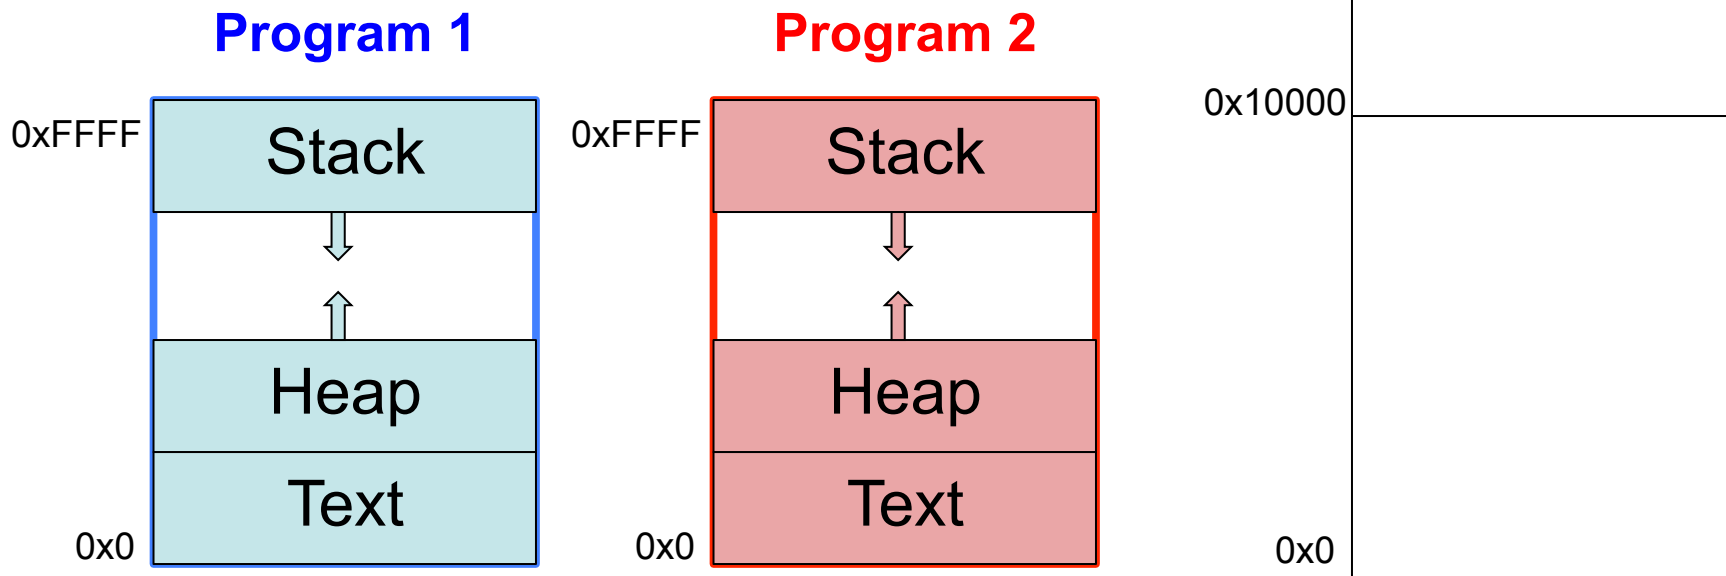 Program 1
0xFFFF
Stack
Heap
Text
0x0
Program 2
0xFFFF
Stack
Heap
Text
0x0
0x10000
0x0